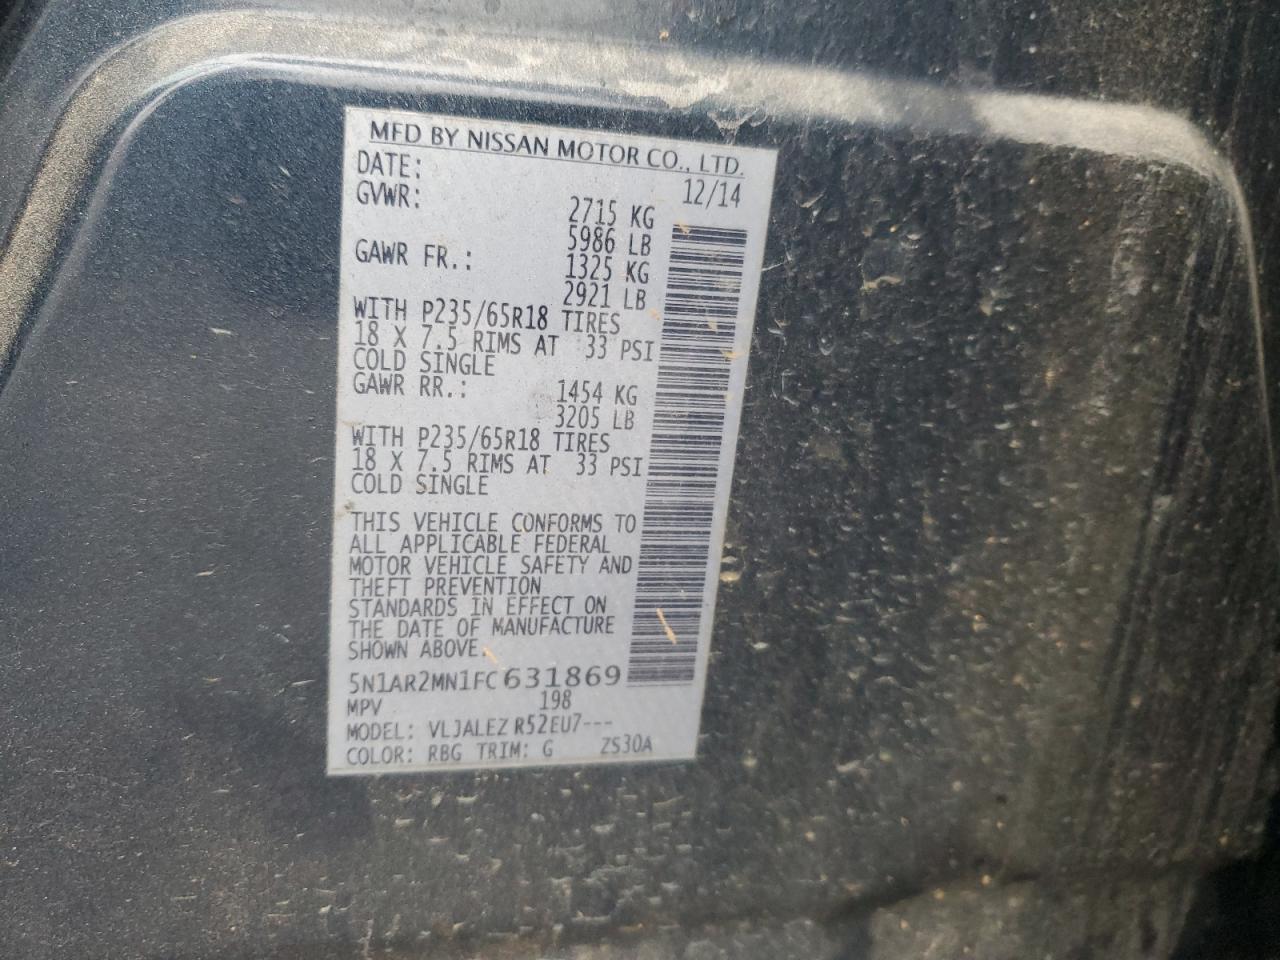 MFD BY NISSAN MOTOR CO., LTD.
DATE: 12/14
GVWR: 2715 KG
5986 LB
GAWR FR.: 1325 KG
2921 LB
WITH P235/65R18 TIRES
18 X 7.5 RIMS AT 33 PSI
COLD SINGLE
GAWR RR.: 1454 KG
3205 LB
WITH P235/65R18 TIRES
18 X 7.5 RIMS AT 33 PSI
COLD SINGLE
THIS VEHICLE CONFORMS TO
ALL APPLICABLE FEDERAL
MOTOR VEHICLE SAFETY AND
THEFT PREVENTION
STANDARDS IN EFFECT ON
THE DATE OF MANUFACTURE
SHOWN ABOVE.
5N1AR2MN1FC631869
MPV 198
MODEL: VLJALEZ R52EU7---
COLOR: RBG TRIM: G ZS30A